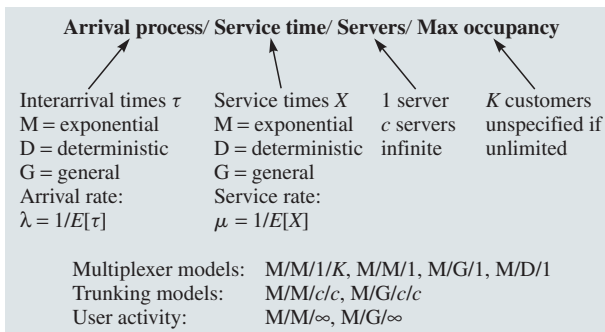 Arrival process/ Service time/ Servers/ Max occupancy
Interarrival times τ
M = exponential
D = deterministic
G = general
Arrival rate:
λ = 1/E[τ]
Service times X
M = exponential
D = deterministic
G = general
Service rate:
μ = 1/E[X]
1 server
c servers
infinite
K customers
unspecified if
unlimited
Multiplexer models: M/M/1/K, M/M/1, M/G/1, M/D/1
Trunking models: M/M/c/c, M/G/c/c
User activity: M/M/∞, M/G/∞